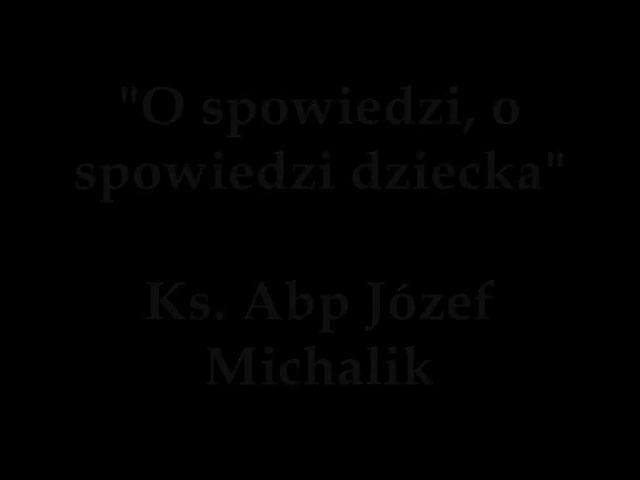 "O spowiedzi, o
spowiedzi dziecka"
Ks. Abp Józef
Michalik